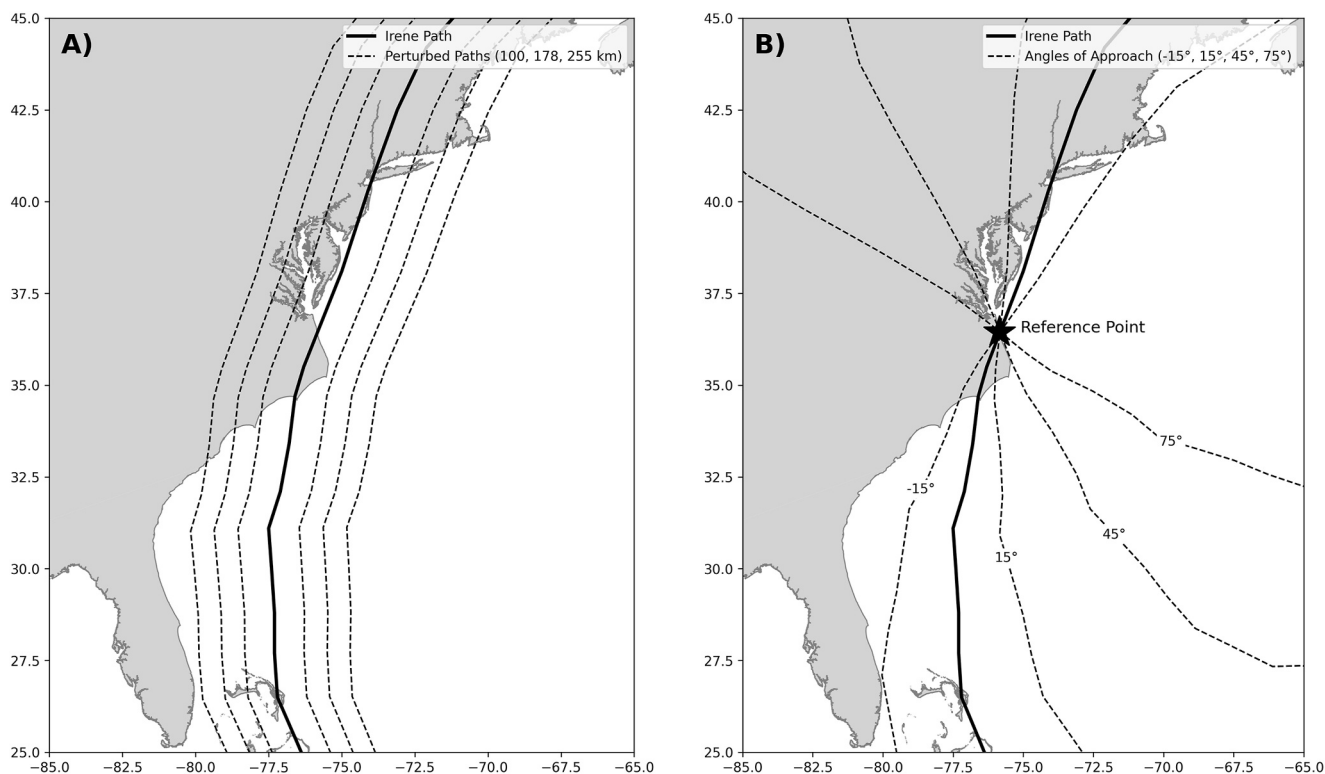 A)
Irene Path
Perturbed Paths (100, 178, 255 km)
45.0
42.5
40.0
37.5
35.0
32.5
30.0
27.5
25.0
−85.0 −82.5 −80.0 −77.5 −75.0 −72.5 −70.0 −67.5 −65.0
B)
Irene Path
Angles of Approach (-15°, 15°, 45°, 75°)
45.0
42.5
40.0
37.5
Reference Point
35.0
75°
32.5
-15°
45°
15°
30.0
27.5
25.0
−85.0 −82.5 −80.0 −77.5 −75.0 −72.5 −70.0 −67.5 −65.0